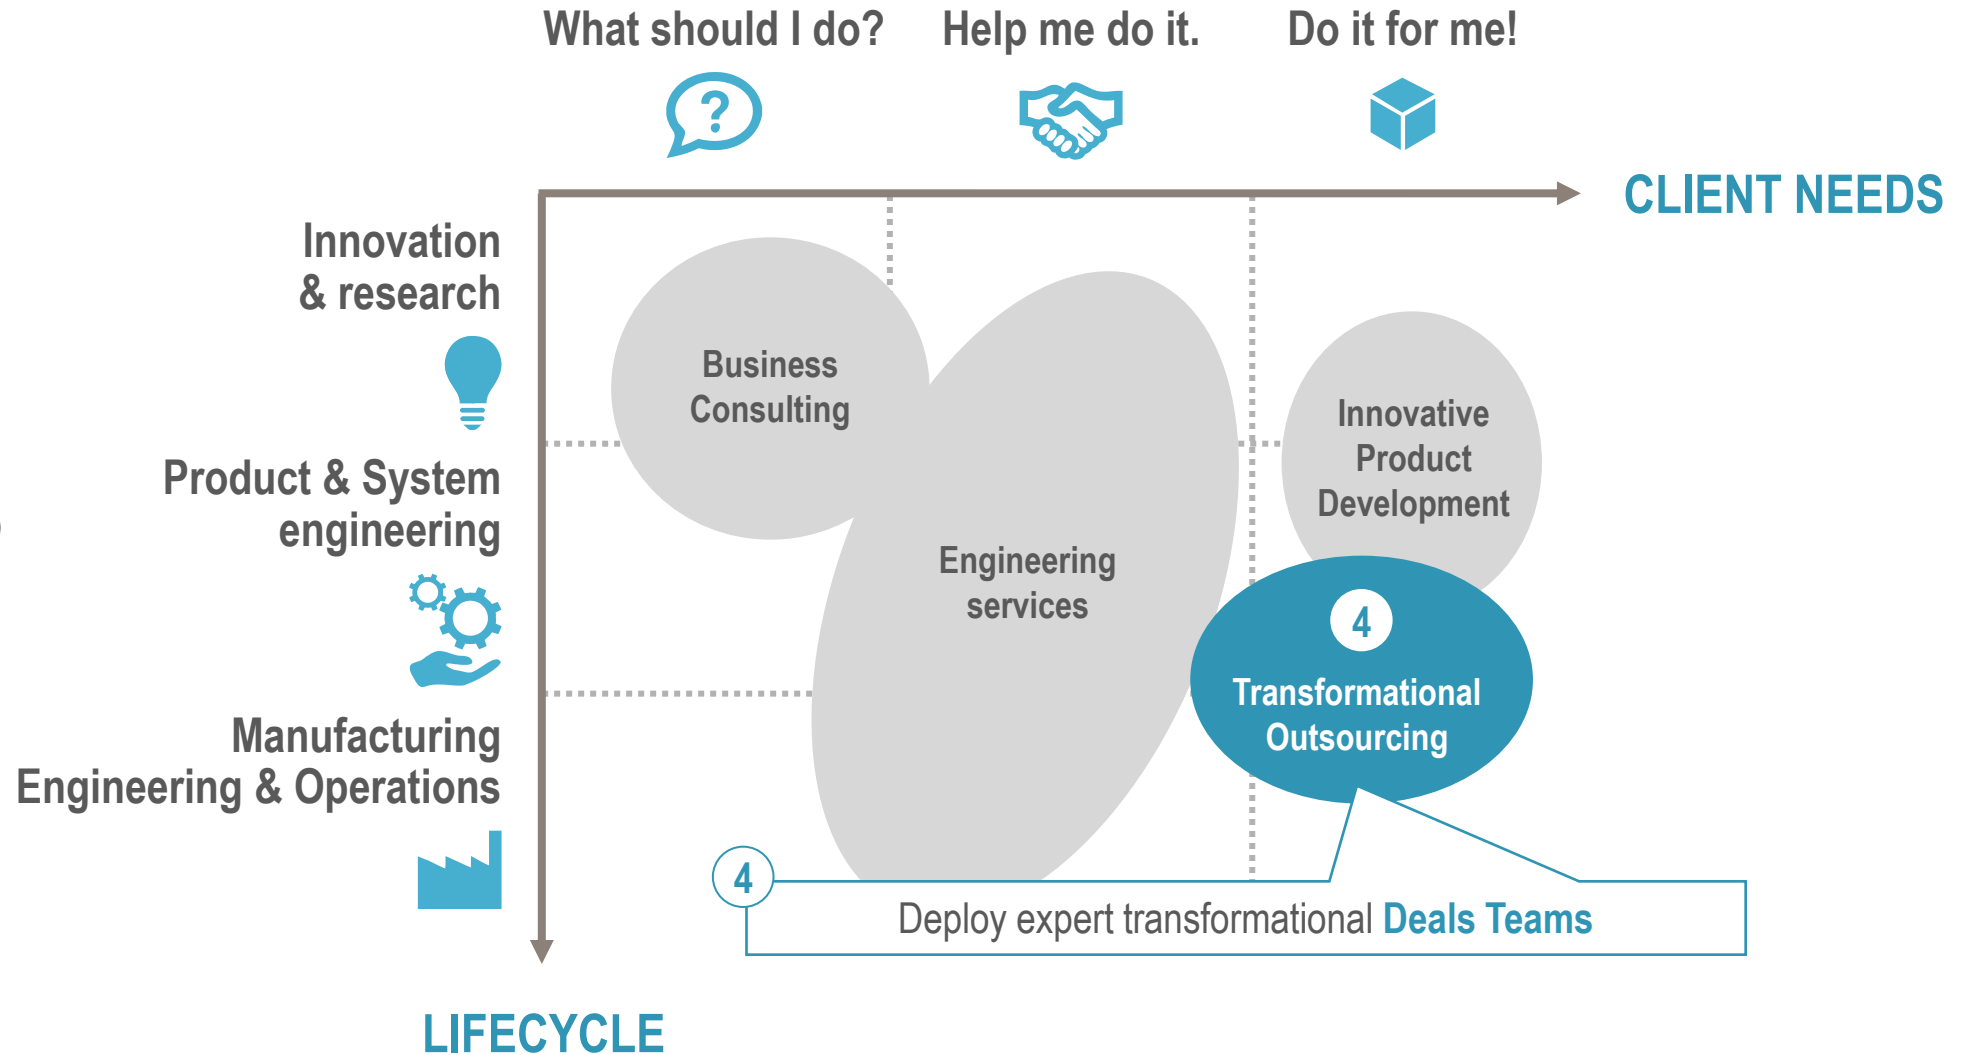 What should I do?
Help me do it.
Do it for me!
?
CLIENT NEEDS
Innovation
& research
Business
Consulting
Innovative
Product
Development
Product & System
engineering
Engineering
services
4
Transformational
Outsourcing
Manufacturing
Engineering & Operations
4
Deploy expert transformational Deals Teams
LIFECYCLE